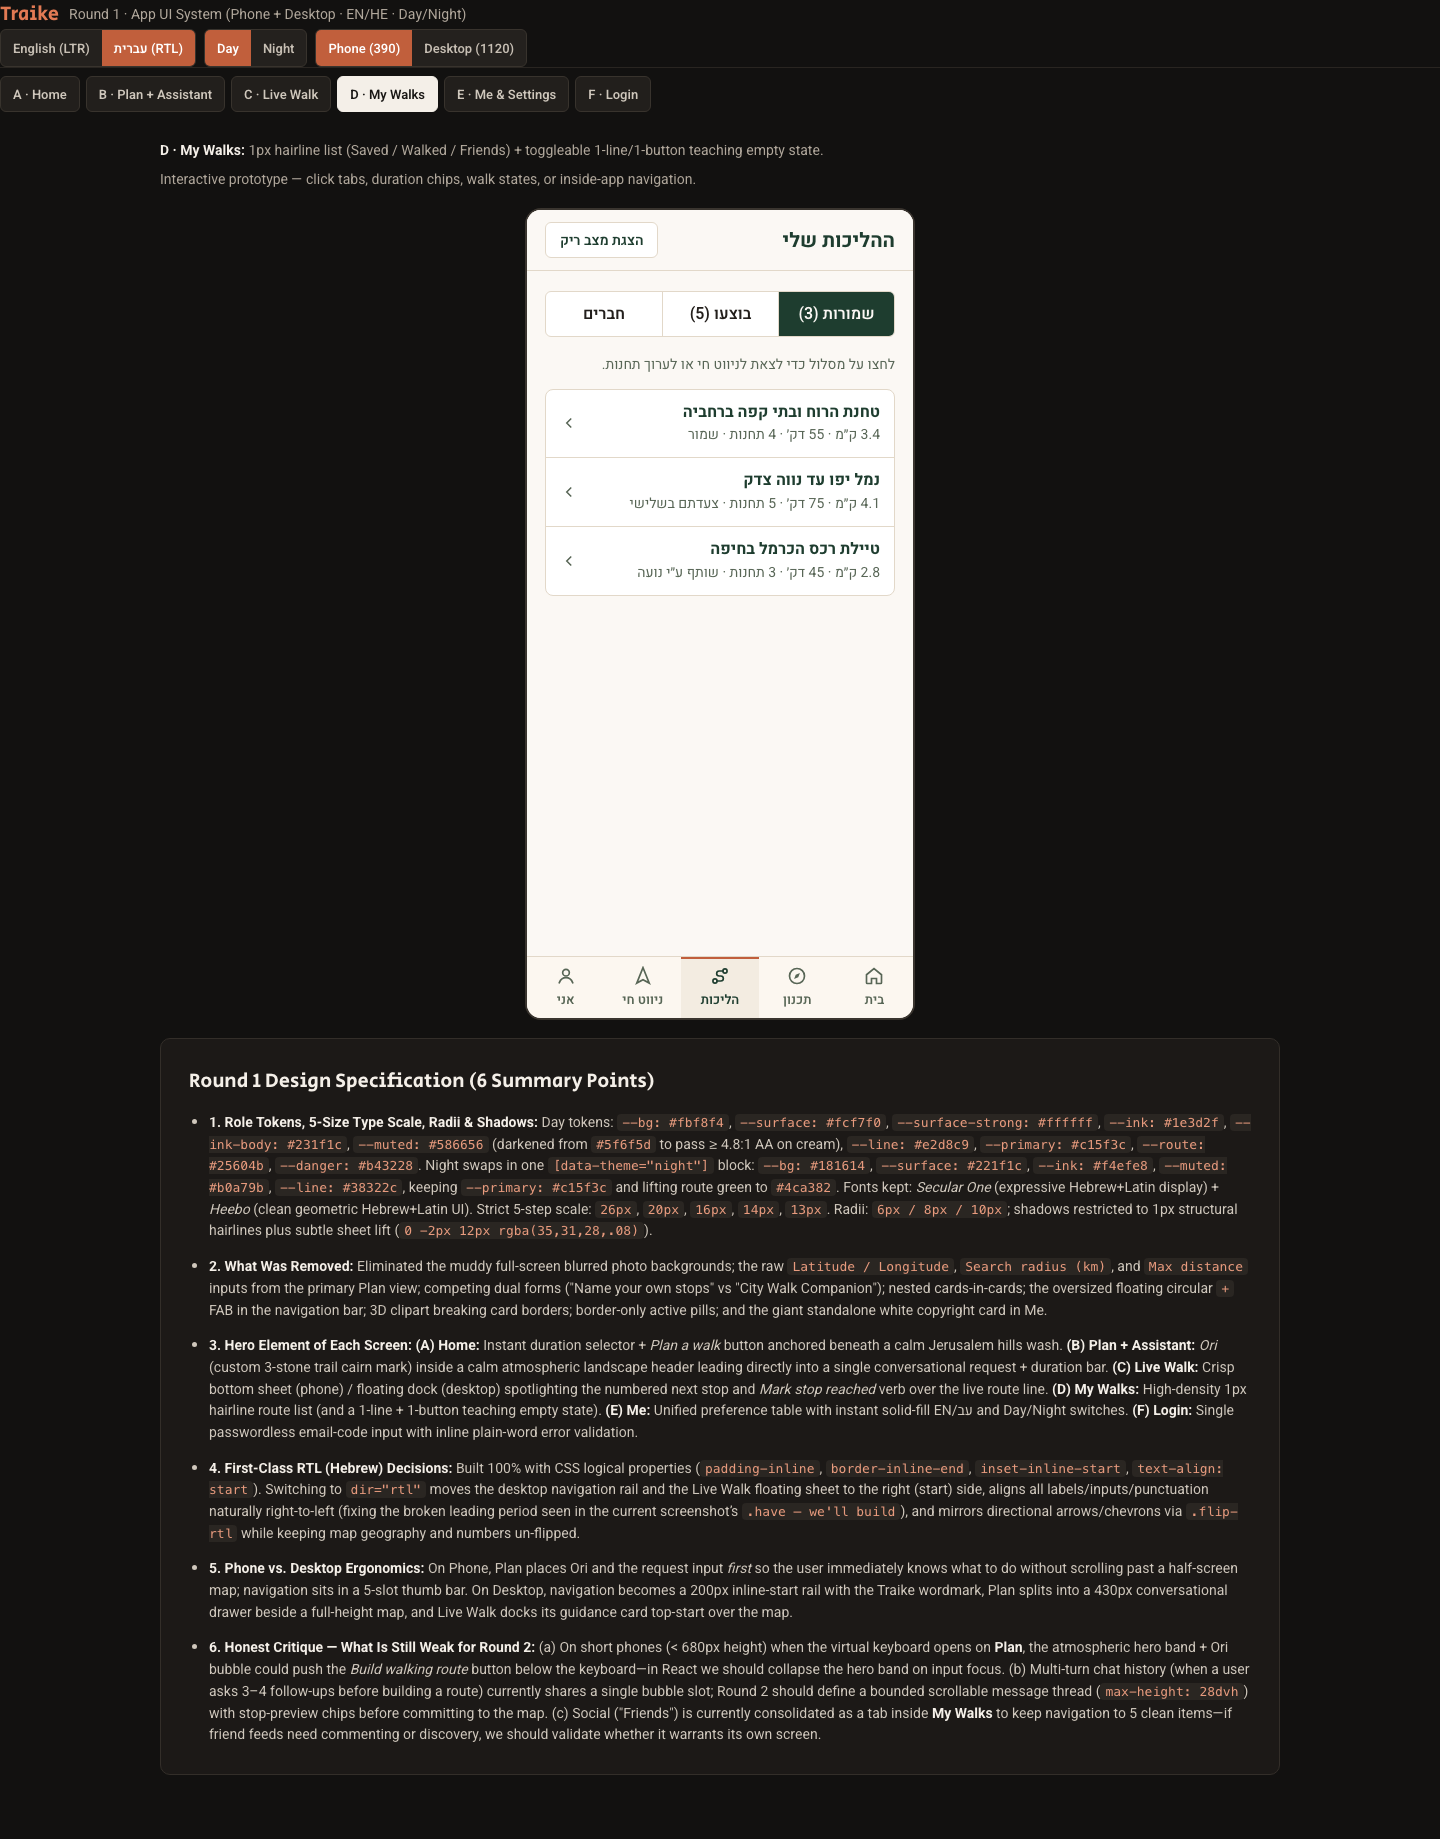 Traike Round 1 · App UI System (Phone + Desktop · EN/HE · Day/Night)
English (LTR) עברית (RTL) Day Night Phone (390) Desktop (1120)
A · Home B · Plan + Assistant C · Live Walk D · My Walks E · Me & Settings F · Login
D · My Walks: 1px hairline list (Saved / Walked / Friends) + toggleable 1-line/1-button teaching empty state.
Interactive prototype — click tabs, duration chips, walk states, or inside-app navigation.
ההליכות שלי הצגת מצב ריק
שמורות (3) בוצעו (5) חברים
לחצו על מסלול כדי לצאת לניווט חי או לערוך תחנות.
טחנת הרוח ובתי קפה ברחביה
3.4 ק״מ · 55 דק׳ · 4 תחנות · שמור
נמל יפו עד נווה צדק
4.1 ק״מ · 75 דק׳ · 5 תחנות · צעדתם בשלישי
טיילת רכס הכרמל בחיפה
2.8 ק״מ · 45 דק׳ · 3 תחנות · שותף ע״י נועה
בית תכנון הליכות ניווט חי אני
Round 1 Design Specification (6 Summary Points)
• 1. Role Tokens, 5-Size Type Scale, Radii & Shadows: Day tokens: --bg: #fbf8f4, --surface: #fcf7f0, --surface-strong: #ffffff, --ink: #1e3d2f, --
ink-body: #231f1c, --muted: #586656 (darkened from #5f6f5d to pass ≥ 4.8:1 AA on cream), --line: #e2d8c9, --primary: #c15f3c, --route:
#25604b, --danger: #b43228. Night swaps in one [data-theme="night"] block: --bg: #181614, --surface: #221f1c, --ink: #f4efe8, --muted:
#b0a79b, --line: #38322c, keeping --primary: #c15f3c and lifting route green to #4ca382. Fonts kept: Secular One (expressive Hebrew+Latin display) +
Heebo (clean geometric Hebrew+Latin UI). Strict 5-step scale: 26px, 20px, 16px, 14px, 13px. Radii: 6px / 8px / 10px; shadows restricted to 1px structural
hairlines plus subtle sheet lift (0 -2px 12px rgba(35,31,28,.08)).
• 2. What Was Removed: Eliminated the muddy full-screen blurred photo backgrounds; the raw Latitude / Longitude, Search radius (km), and Max distance
inputs from the primary Plan view; competing dual forms ("Name your own stops" vs "City Walk Companion"); nested cards-in-cards; the oversized floating circular +
FAB in the navigation bar; 3D clipart breaking card borders; border-only active pills; and the giant standalone white copyright card in Me.
• 3. Hero Element of Each Screen: (A) Home: Instant duration selector + Plan a walk button anchored beneath a calm Jerusalem hills wash. (B) Plan + Assistant: Ori
(custom 3-stone trail cairn mark) inside a calm atmospheric landscape header leading directly into a single conversational request + duration bar. (C) Live Walk: Crisp
bottom sheet (phone) / floating dock (desktop) spotlighting the numbered next stop and Mark stop reached verb over the live route line. (D) My Walks: High-density 1px
hairline route list (and a 1-line + 1-button teaching empty state). (E) Me: Unified preference table with instant solid-fill EN/עב and Day/Night switches. (F) Login: Single
passwordless email-code input with inline plain-word error validation.
• 4. First-Class RTL (Hebrew) Decisions: Built 100% with CSS logical properties (padding-inline, border-inline-end, inset-inline-start, text-align:
start). Switching to dir="rtl" moves the desktop navigation rail and the Live Walk floating sheet to the right (start) side, aligns all labels/inputs/punctuation
naturally right-to-left (fixing the broken leading period seen in the current screenshot's .have — we'll build), and mirrors directional arrows/chevrons via .flip-
rtl while keeping map geography and numbers un-flipped.
• 5. Phone vs. Desktop Ergonomics: On Phone, Plan places Ori and the request input first so the user immediately knows what to do without scrolling past a half-screen
map; navigation sits in a 5-slot thumb bar. On Desktop, navigation becomes a 200px inline-start rail with the Traike wordmark, Plan splits into a 430px conversational
drawer beside a full-height map, and Live Walk docks its guidance card top-start over the map.
• 6. Honest Critique — What Is Still Weak for Round 2: (a) On short phones (< 680px height) when the virtual keyboard opens on Plan, the atmospheric hero band + Ori
bubble could push the Build walking route button below the keyboard—in React we should collapse the hero band on input focus. (b) Multi-turn chat history (when a user
asks 3–4 follow-ups before building a route) currently shares a single bubble slot; Round 2 should define a bounded scrollable message thread (max-height: 28dvh)
with stop-preview chips before committing to the map. (c) Social ("Friends") is currently consolidated as a tab inside My Walks to keep navigation to 5 clean items—if
friend feeds need commenting or discovery, we should validate whether it warrants its own screen.